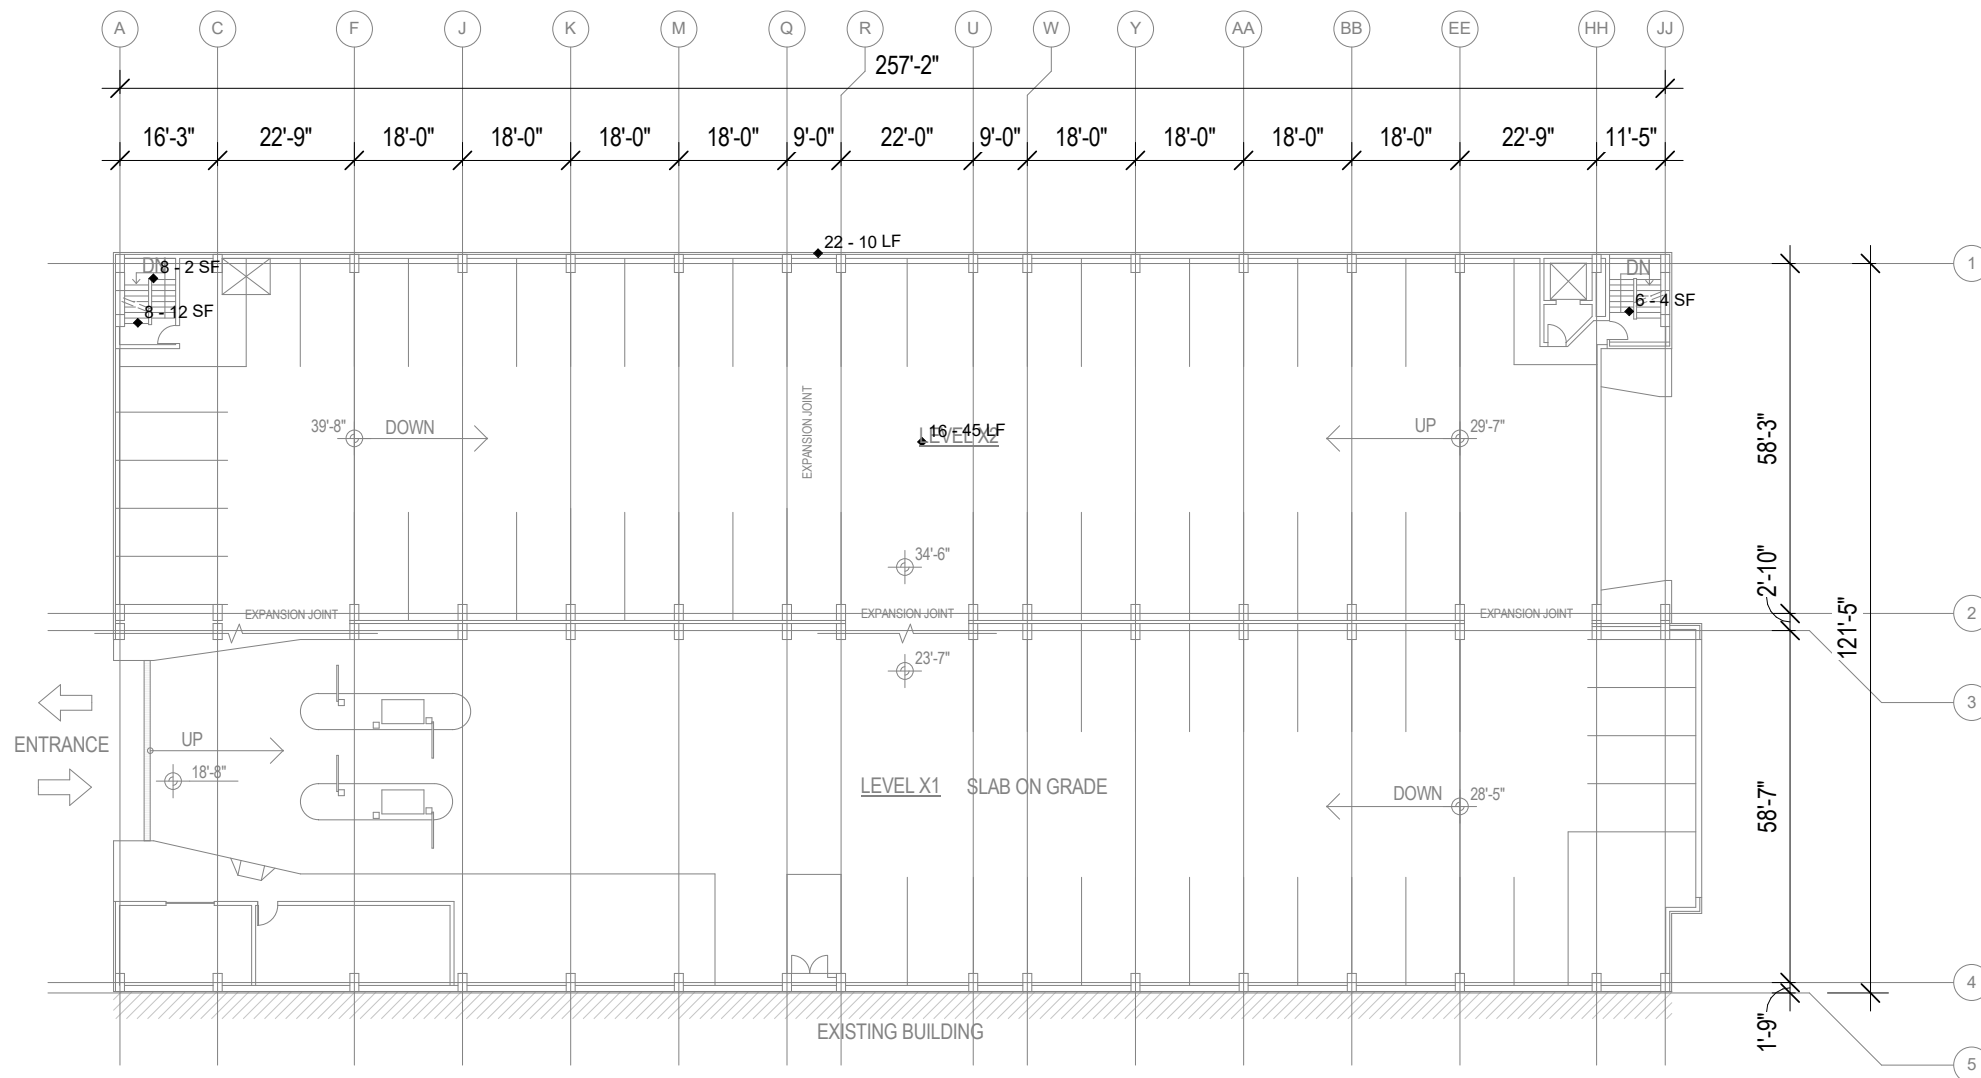 A C F J K M Q R U W Y AA BB EE HH JJ
257'-2"
16'-3" 22'-9" 18'-0" 18'-0" 18'-0" 18'-0" 9'-0" 22'-0" 9'-0" 18'-0" 18'-0" 18'-0" 18'-0" 22'-9" 11'-5"
22 - 10 LF
1
DN
8 - 2 SF
DN
8 - 12 SF
6 - 4 SF
39'-8"
DOWN
EXPANSION JOINT
LEVEL X2
16 - 45 LF
UP
29'-7"
58'-3"
34'-6"
2'-10"
EXPANSION JOINT
EXPANSION JOINT
EXPANSION JOINT
2
121'-5"
23'-7"
3
ENTRANCE
UP
18'-8"
LEVEL X1
SLAB ON GRADE
DOWN
28'-5"
58'-7"
4
EXISTING BUILDING
1'-9"
5